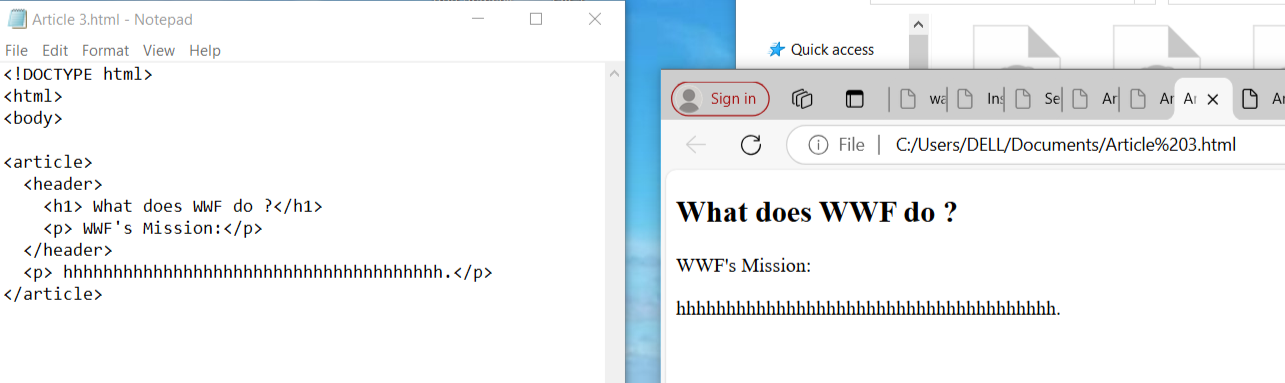 Article 3.html - Notepad
File Edit Format View Help
<!DOCTYPE html>
<html>
<body>
<article>
<header>
<h1> What does WWF do ?</h1>
<p> WWF's Mission:</p>
</header>
<p> hhhhhhhhhhhhhhhhhhhhhhhhhhhhhhhhhhhhhh.</p>
</article>
Quick access
Sign in wa Ins Se Ar Ar Ar Ar
File C:/Users/DELL/Documents/Article%203.html
What does WWF do ?
WWF's Mission:
hhhhhhhhhhhhhhhhhhhhhhhhhhhhhhhhhhhhhh.